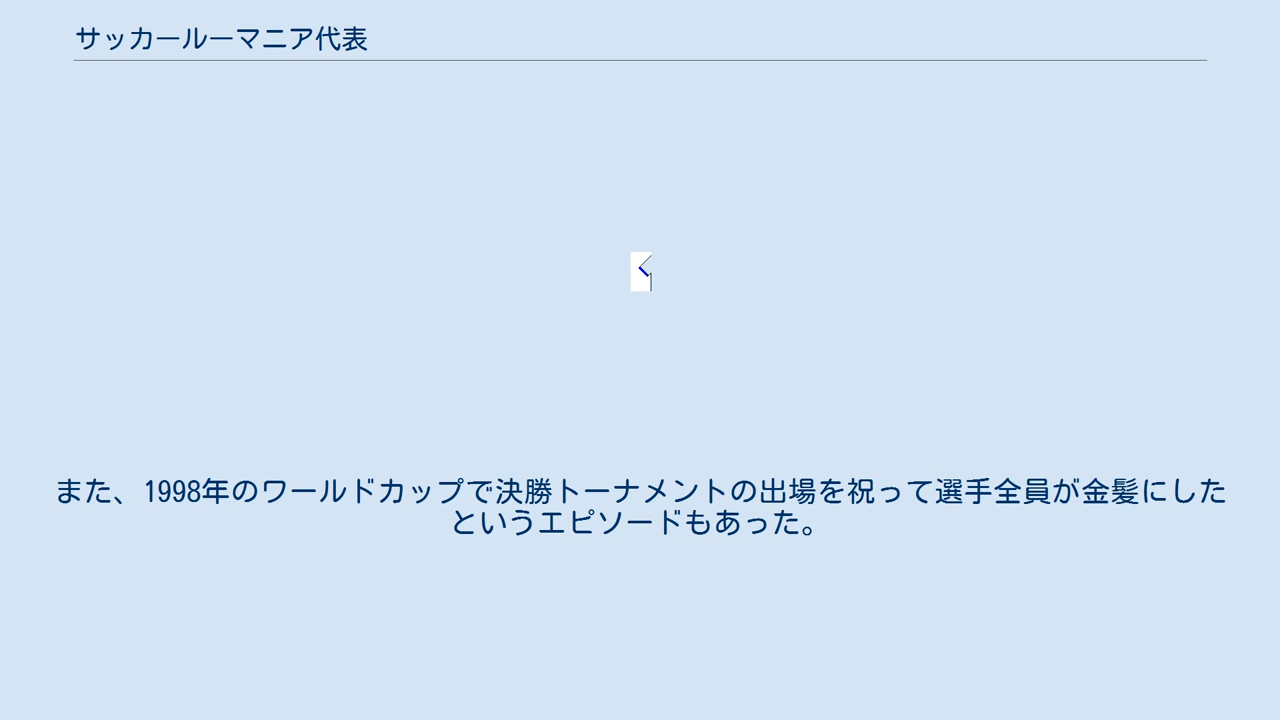 サッカールーマニア代表
また、1998年のワールドカップで決勝トーナメントの出場を祝って選手全員が金髪にした
というエピソードもあった。